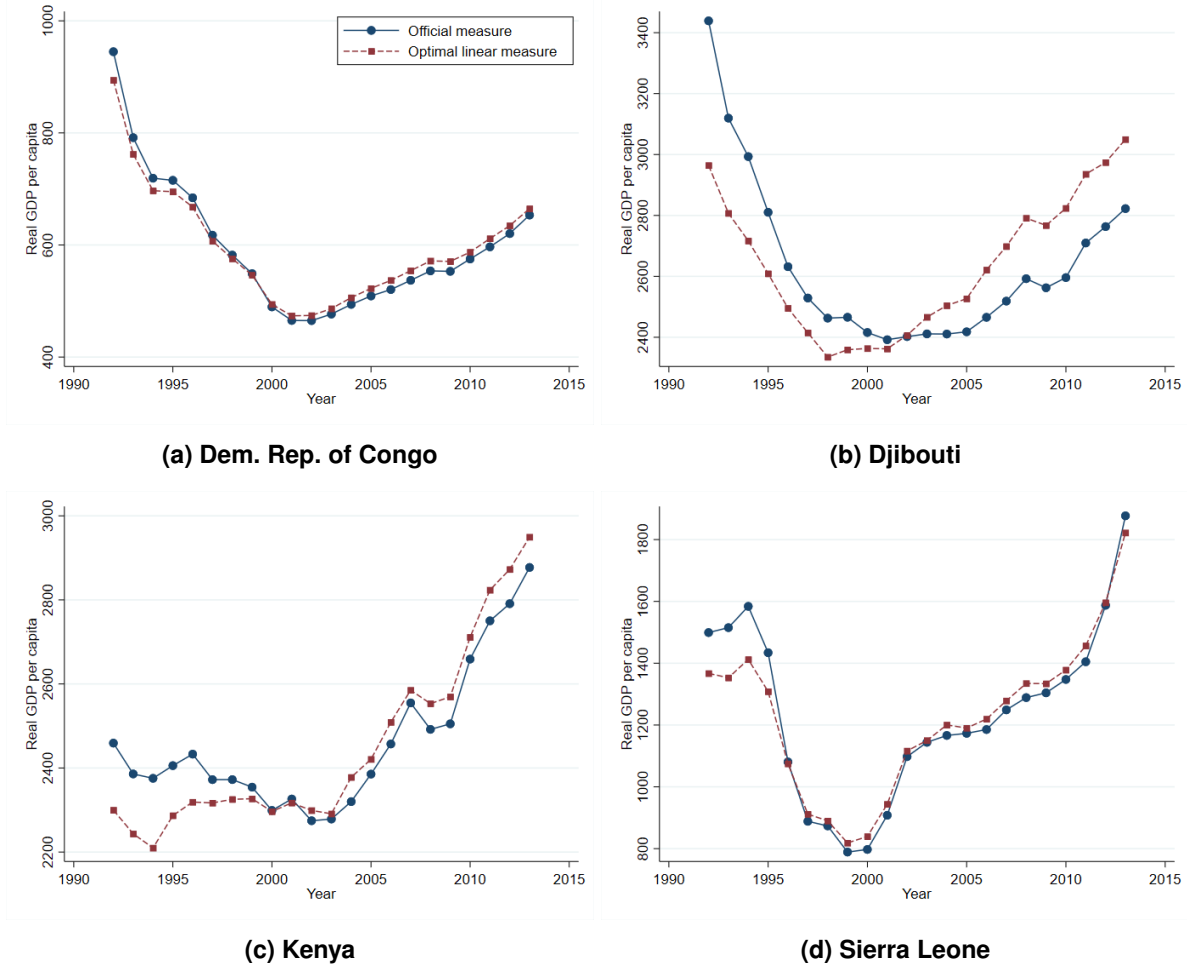 Official measure
Optimal linear measure
Real GDP per capita
1000
800
600
400
1990 1995 2000 2005 2010 2015
Year
(a) Dem. Rep. of Congo
Real GDP per capita
3400
3200
3000
2800
2600
2400
1990 1995 2000 2005 2010 2015
Year
(b) Djibouti
Real GDP per capita
3000
2800
2600
2400
2200
1990 1995 2000 2005 2010 2015
Year
(c) Kenya
Real GDP per capita
1800
1600
1400
1200
1000
800
1990 1995 2000 2005 2010 2015
Year
(d) Sierra Leone